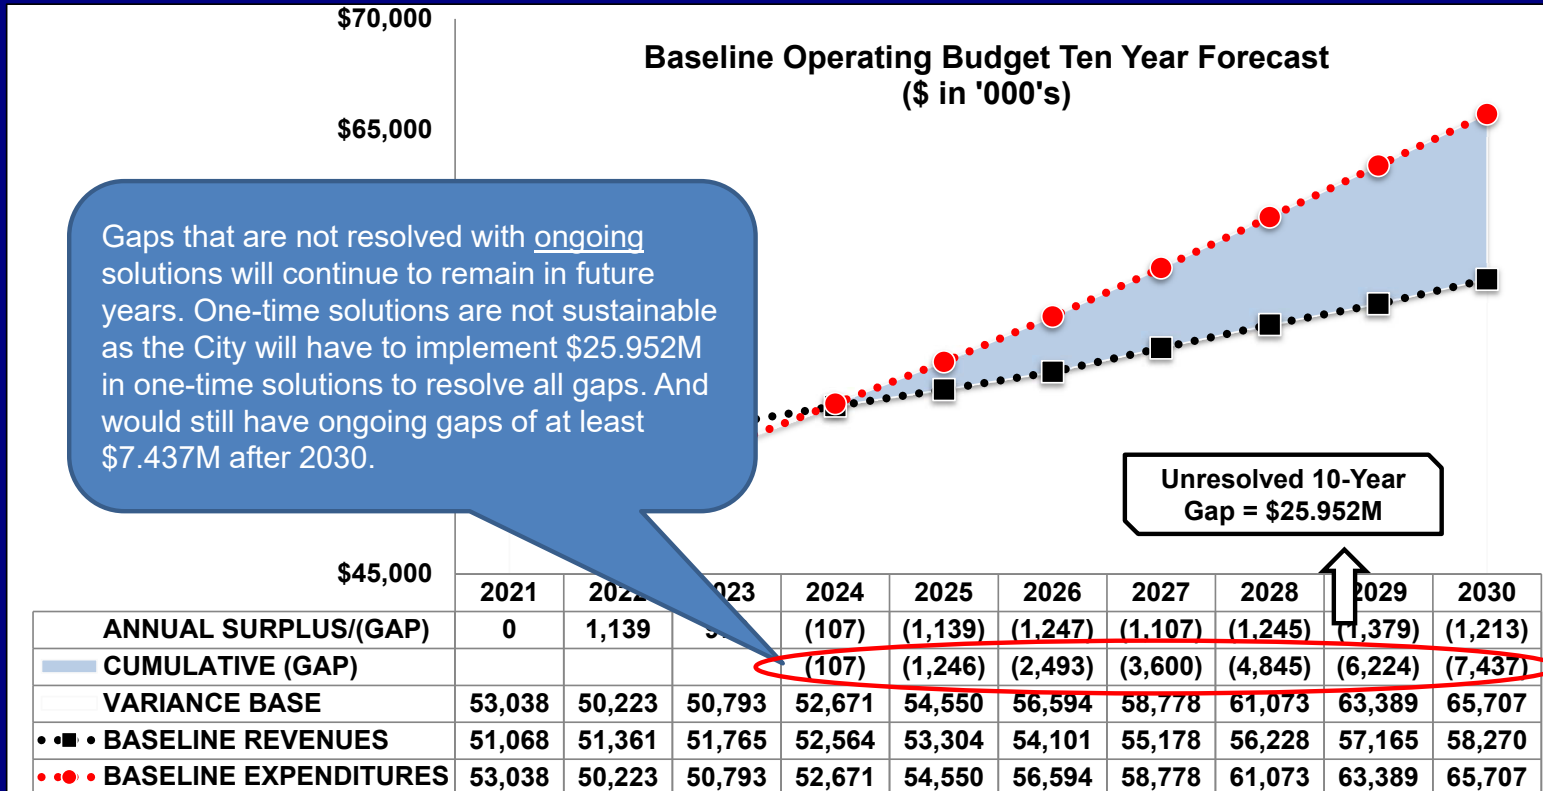 $70,000
Baseline Operating Budget Ten Year Forecast
($ in '000's)
$65,000
Gaps that are not resolved with ongoing
solutions will continue to remain in future
years. One-time solutions are not sustainable
as the City will have to implement $25.952M
in one-time solutions to resolve all gaps. And
would still have ongoing gaps of at least
$7.437M after 2030.
Unresolved 10-Year
Gap = $25.952M
$45,000
2021 2022 2023 2024 2025 2026 2027 2028 2029 2030
ANNUAL SURPLUS/(GAP) 0 1,139 (107) (1,139) (1,247) (1,107) (1,245) (1,379) (1,213)
CUMULATIVE (GAP) (107) (1,246) (2,493) (3,600) (4,845) (6,224) (7,437)
VARIANCE BASE 53,038 50,223 50,793 52,671 54,550 56,594 58,778 61,073 63,389 65,707
BASELINE REVENUES 51,068 51,361 51,765 52,564 53,304 54,101 55,178 56,228 57,165 58,270
BASELINE EXPENDITURES 53,038 50,223 50,793 52,671 54,550 56,594 58,778 61,073 63,389 65,707